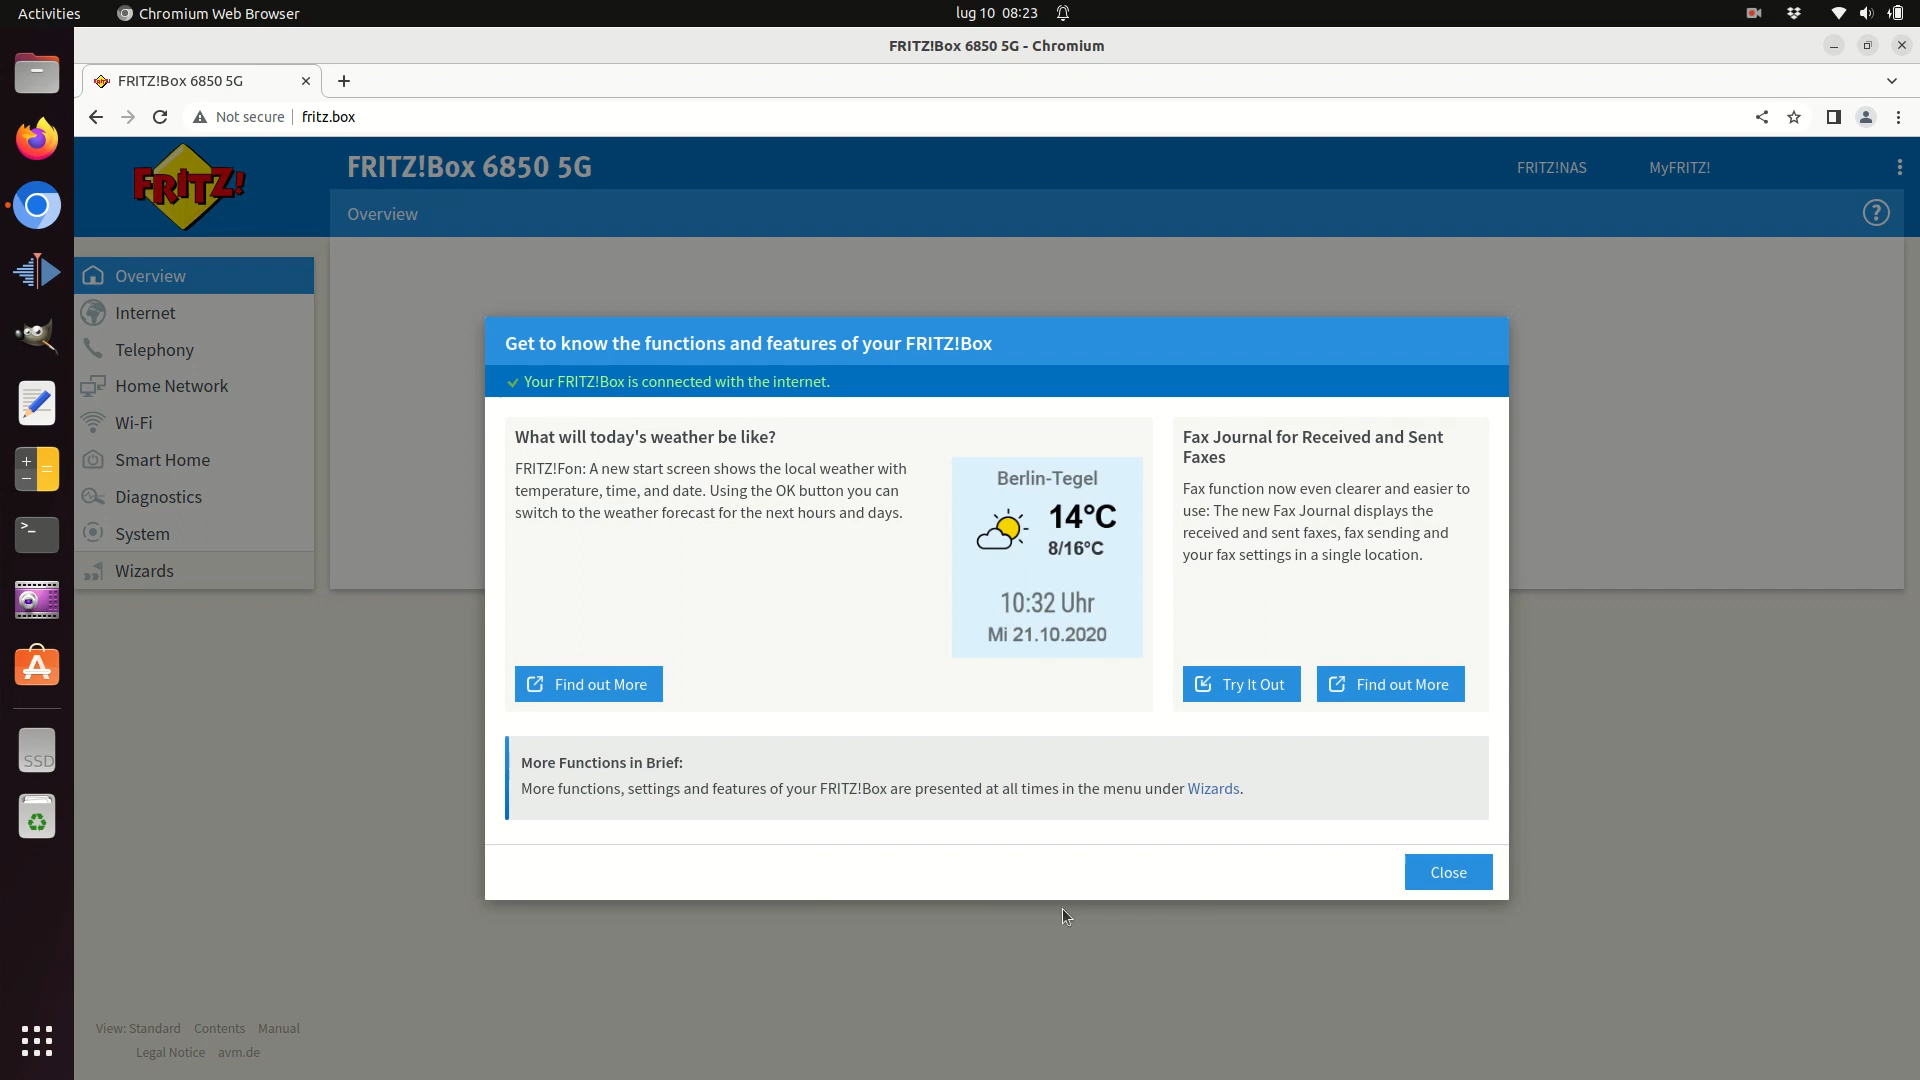 Activities
Chromium Web Browser
lug 10 08:23
FRITZ!Box 6850 5G - Chromium
FRITZ!Box 6850 5G
Not secure
fritz.box
FRITZ!
FRITZ!Box 6850 5G
FRITZ!NAS
MyFRITZ!
Overview
Overview
Internet
Telephony
Home Network
Wi-Fi
Smart Home
Diagnostics
System
Wizards
Get to know the functions and features of your FRITZ!Box
Your FRITZ!Box is connected with the internet.
What will today's weather be like?
FRITZ!Fon: A new start screen shows the local weather with
temperature, time, and date. Using the OK button you can
switch to the weather forecast for the next hours and days.
Berlin-Tegel
14°C
8/16°C
10:32 Uhr
Mi 21.10.2020
Find out More
Fax Journal for Received and Sent
Faxes
Fax function now even clearer and easier to
use: The new Fax Journal displays the
received and sent faxes, fax sending and
your fax settings in a single location.
Try It Out
Find out More
More Functions in Brief:
More functions, settings and features of your FRITZ!Box are presented at all times in the menu under Wizards.
Close
SSD
View: Standard Contents Manual
Legal Notice avm.de